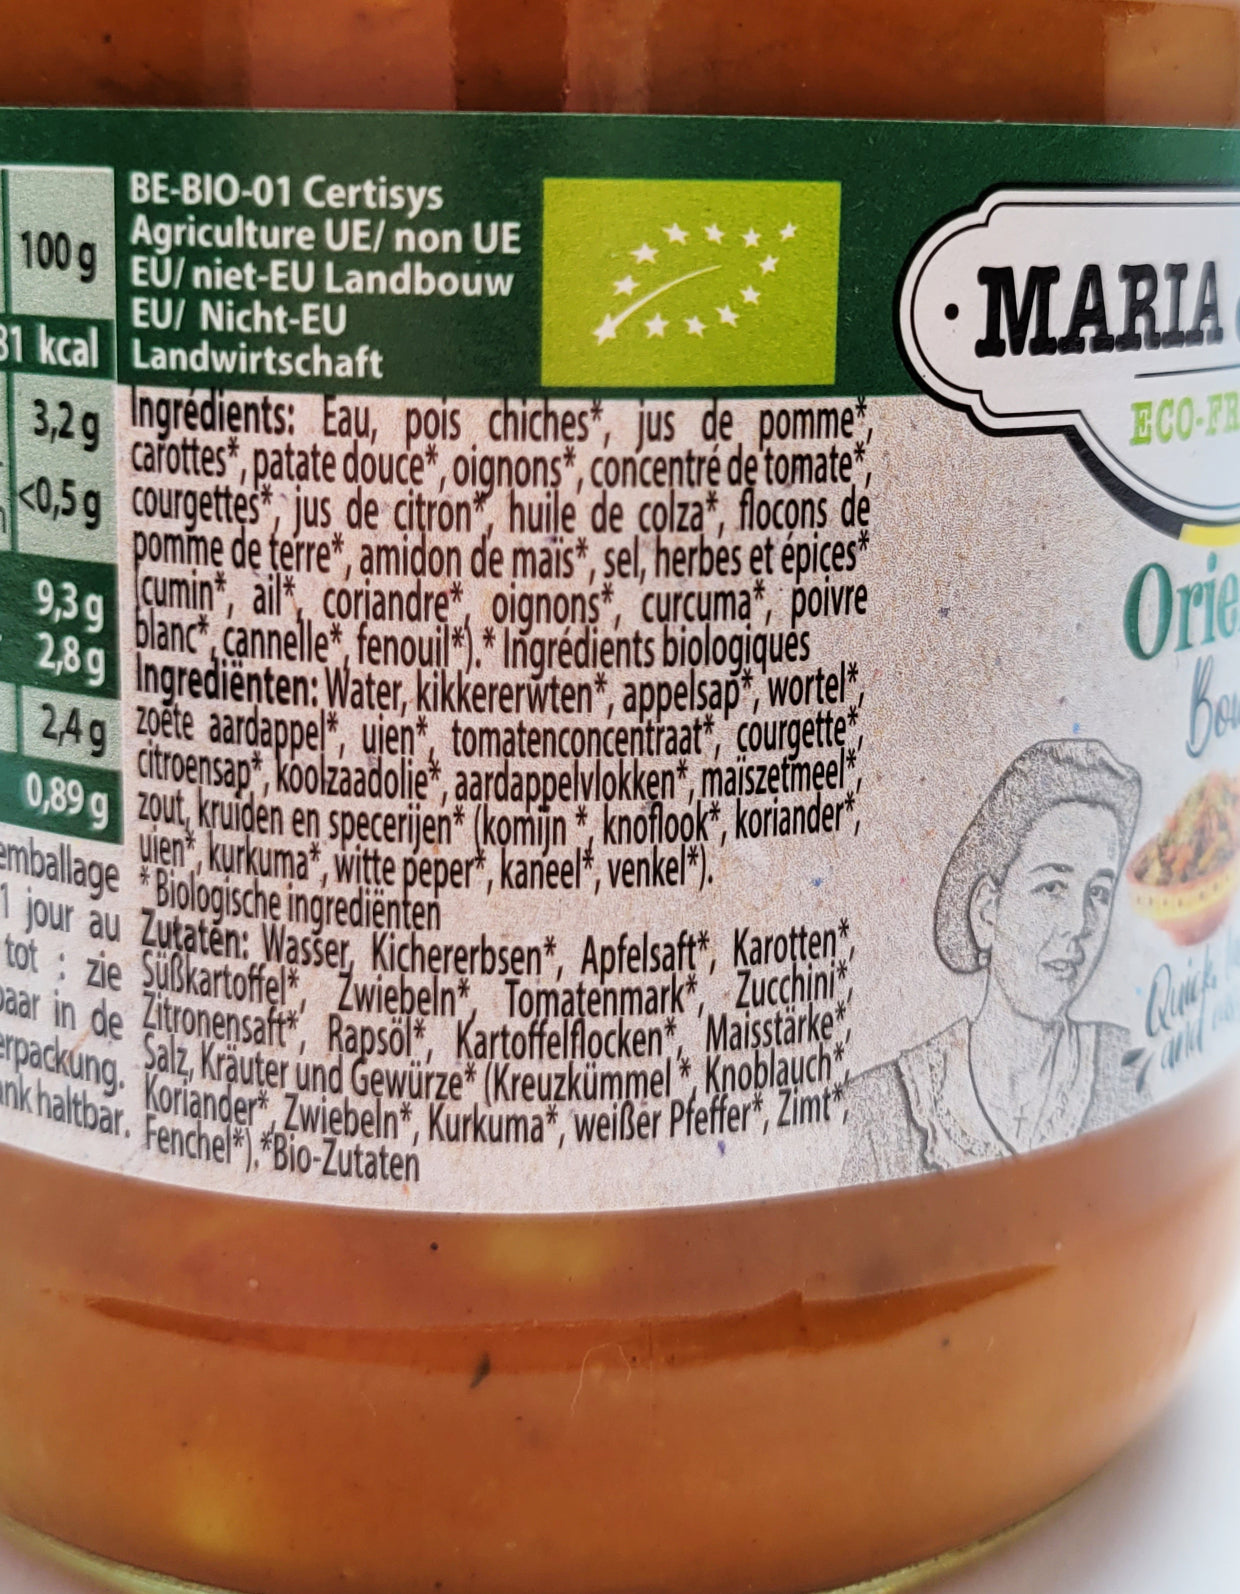 100 g
kcal
3,2 g
<0,5 g
9,3 g
2,8 g
2,4 g
0,89 g
emballage
1 jour au
tot : zie
in de
haltbar.
BE-BIO-01 Certisys
Agriculture UE/ non UE
EU/ niet-EU Landbouw
EU/ Nicht-EU
Landwirtschaft
Ingrédients: Eau, pois chiches*, jus de pomme*,
carottes*, patate douce*, oignons*, concentré de tomate*,
courgettes*, jus de citron*, huile de colza*, flocons de
pomme de terre*, amidon de maïs*, sel, herbes et épices*
(cumin*, ail*, coriandre*, oignons*, curcuma*, poivre
blanc*, cannelle*, fenouil*).* Ingrédients biologiques
Ingrediënten: Water, kikkererwten*, appelsap*, wortel*,
zoete aardappel*, uien*, tomatenconcentraat*, courgette*,
citroensap*, koolzaadolie*, aardappelvlokken*, maïszetmeel*,
zout, kruiden en specerijen* (komijn *, knoflook*, koriander*,
uien*, kurkuma*, witte peper*, kaneel*, venkel*).
*Biologische ingrediënten
Zutaten: Wasser, Kichererbsen*, Apfelsaft*, Karotten*,
Süßkartoffel*, Zwiebeln*, Tomatenmark*, Zucchini*,
Zitronensaft*, Rapsöl*, Kartoffelflocken*, Maisstärke*,
Salz, Kräuter und Gewürze* (Kreuzkümmel *, Knoblauch*,
Koriander*, Zwiebeln*, Kurkuma*, weißer Pfeffer*, Zimt*,
Fenchel*).*Bio-Zutaten
· MARIA
ECO-FR
Orie
Quick,
and